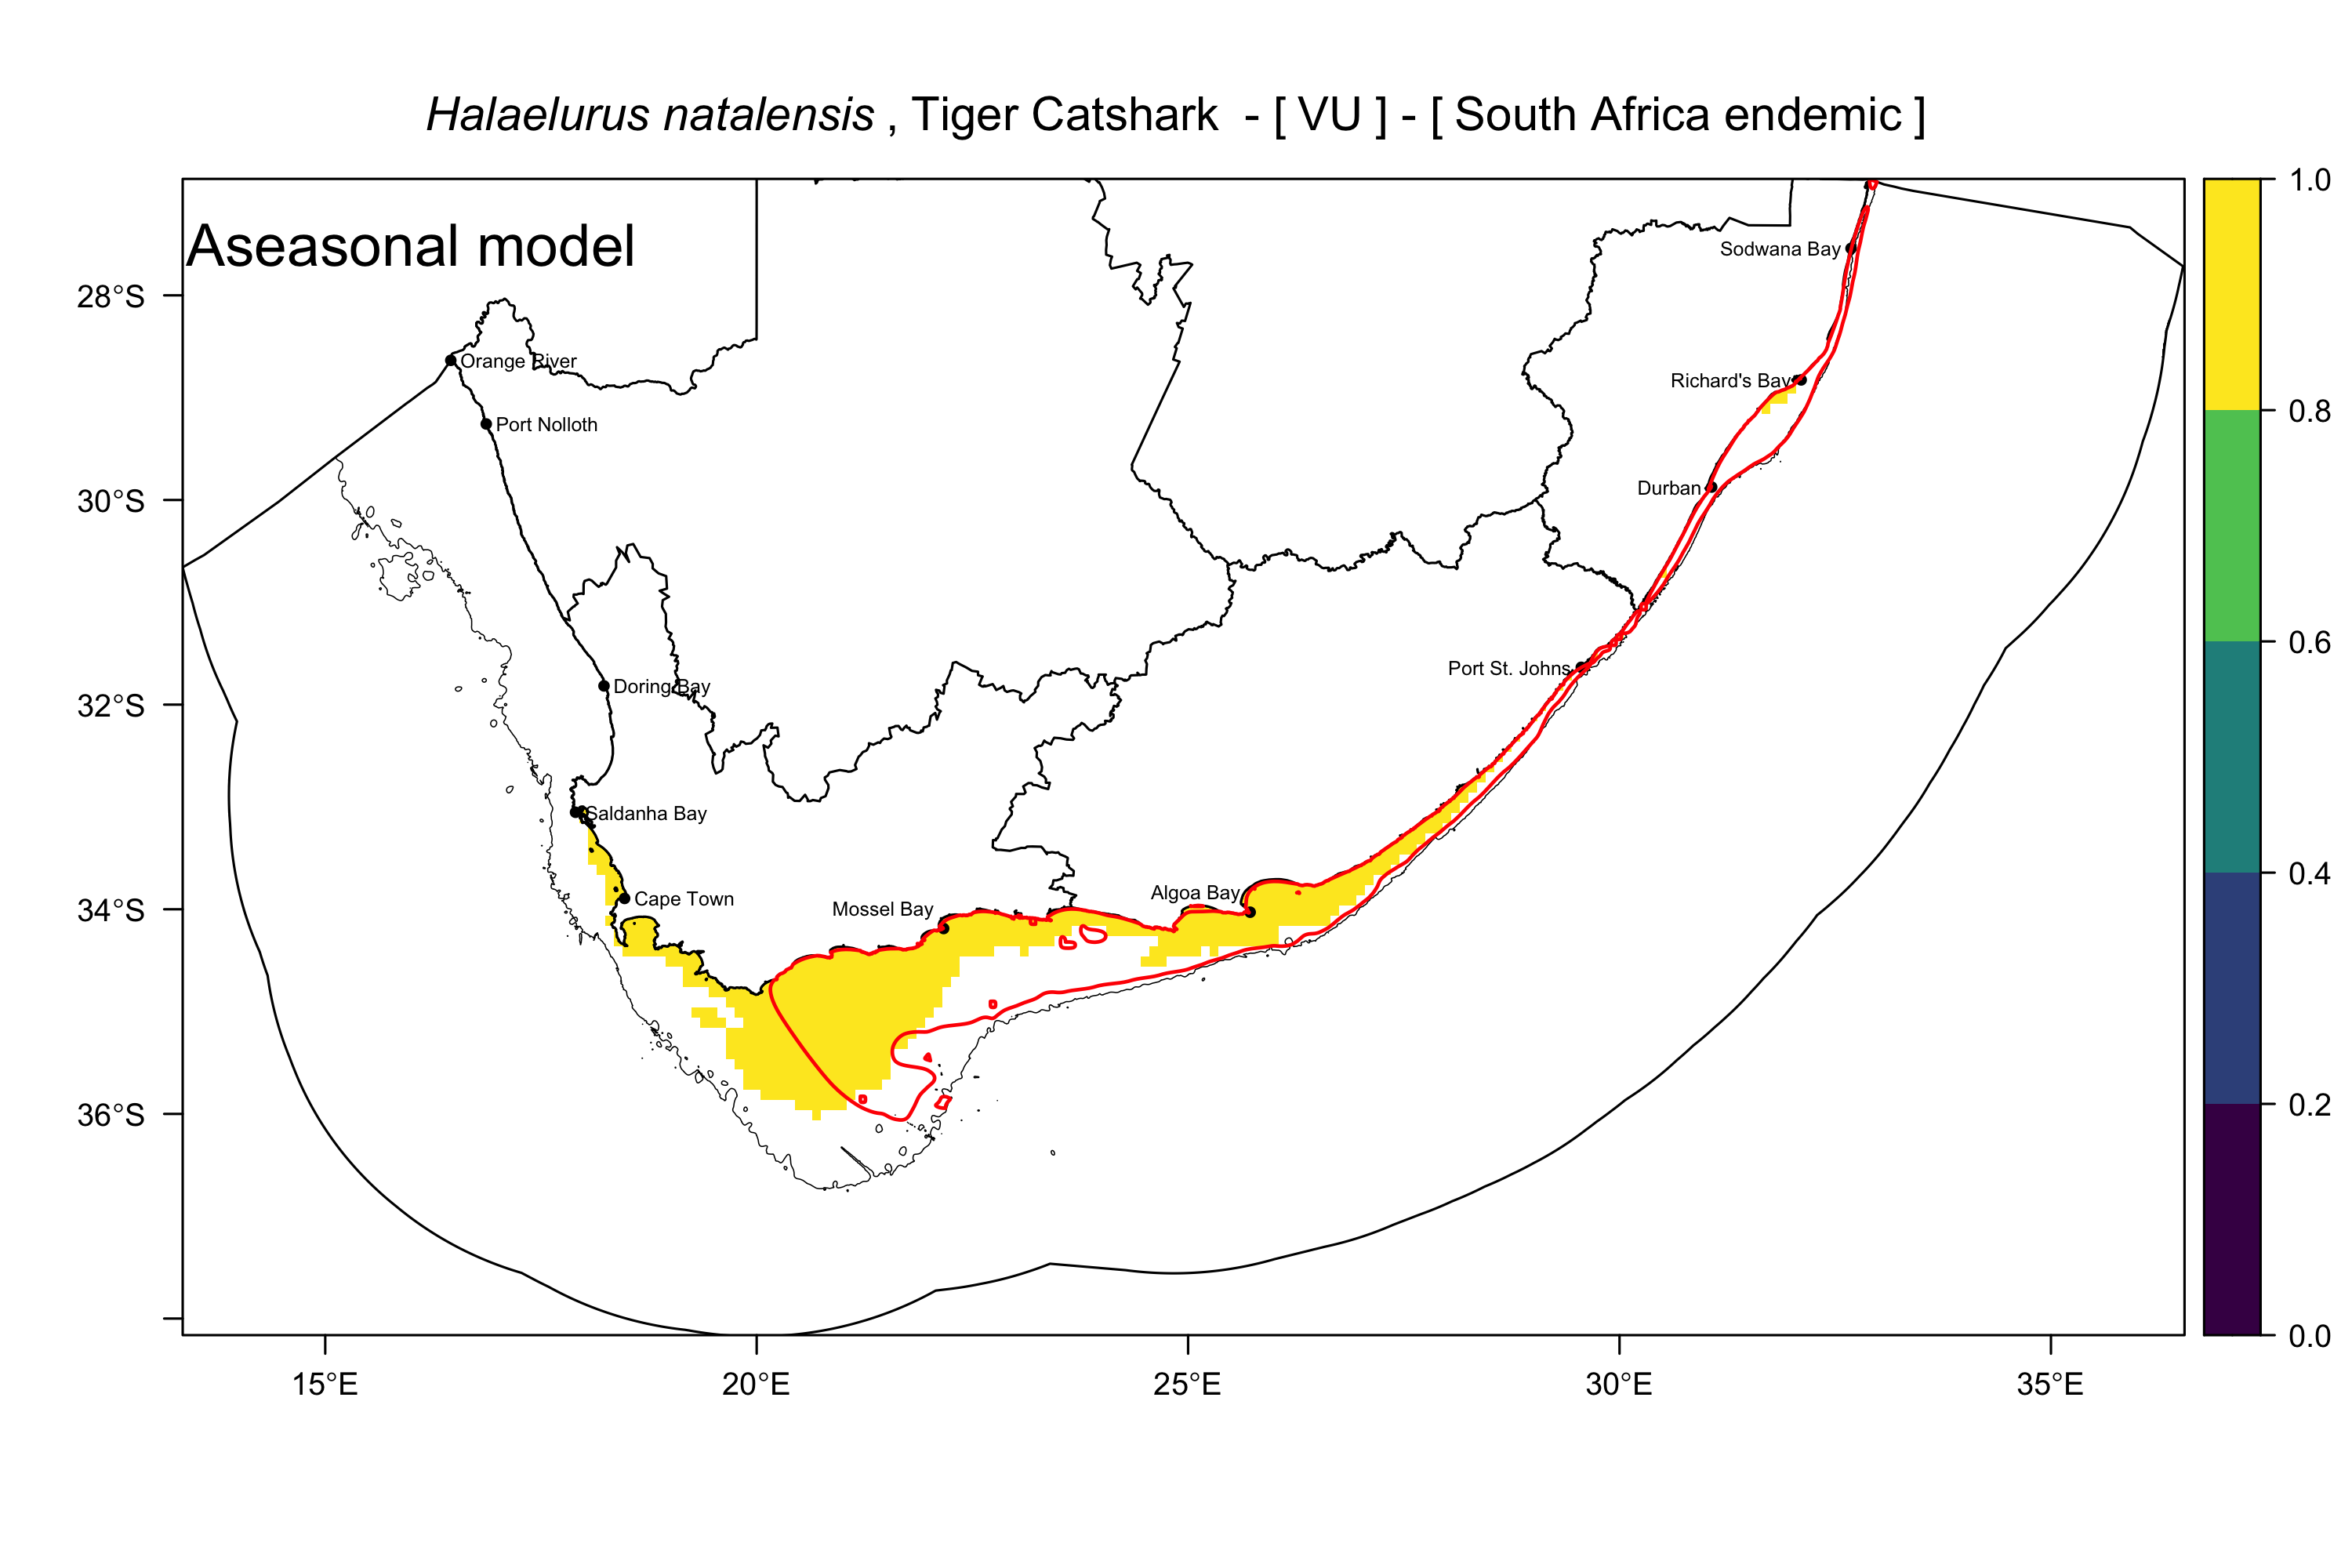 Halaelurus natalensis , Tiger Catshark - [ VU ] - [ South Africa endemic ]
Aseasonal model
1.0
0.8
0.6
0.4
0.2
0.0
28°S
30°S
32°S
34°S
36°S
Sodwana Bay
Orange River
Richard's Bay
Port Nolloth
Durban
Port St. Johns
Doring Bay
Saldanha Bay
Algoa Bay
Cape Town
Mossel Bay
15°E
20°E
25°E
30°E
35°E